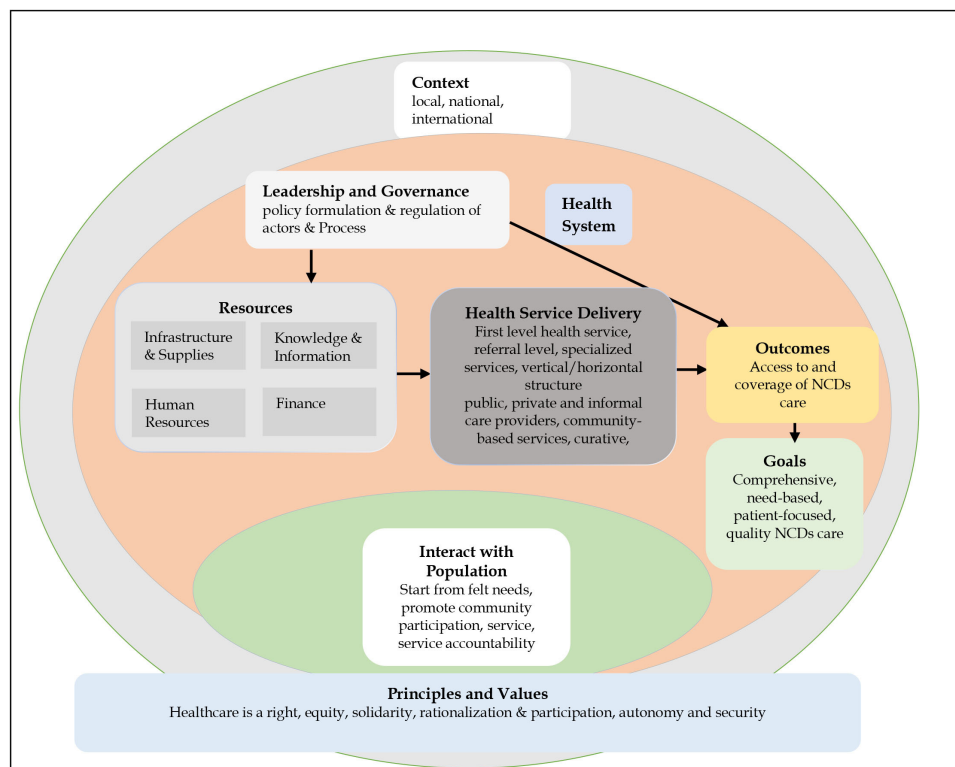 Context
local, national,
international
Leadership and Governance
policy formulation & regulation of
actors & Process
Health
System
Resources
Infrastructure
& Supplies
Knowledge &
Information
Human
Resources
Finance
Health Service Delivery
First level health service,
referral level, specialized
services, vertical/horizontal
structure
public, private and informal
care providers, community-
based services, curative,
Outcomes
Access to and
coverage of NCDs
care
Goals
Comprehensive,
need-based,
patient-focused,
quality NCDs care
Interact with
Population
Start from felt needs,
promote community
participation, service,
service accountability
Principles and Values
Healthcare is a right, equity, solidarity, rationalization & participation, autonomy and security